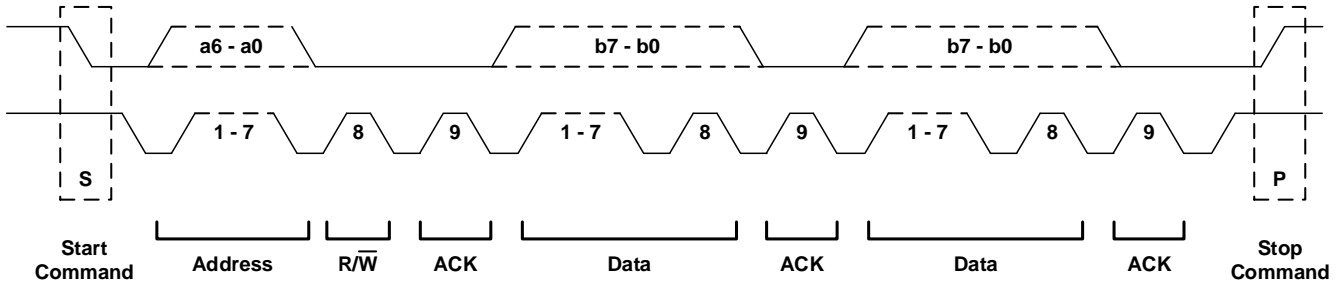 a6 - a0 b7 - b0 b7 - b0
1 - 7 8 9 1 - 7 8 9 1 - 7 8 9
S P
Start Command Address R/W̅ ACK Data ACK Data ACK Stop Command